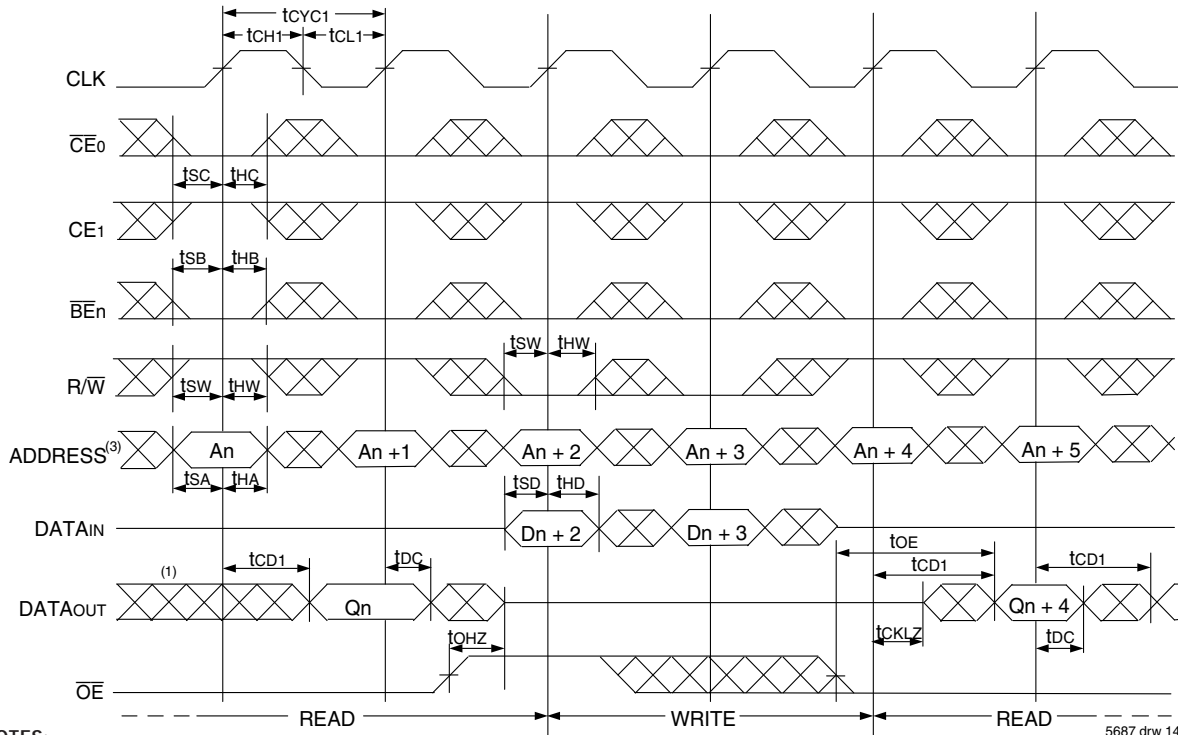 tCYC1
tCH1 tCL1
CLK
CE0
tSC tHC
CE1
tSB tHB
BEn
tSW tHW
R/W
tSW tHW
ADDRESS(3) An An +1 An + 2 An + 3 An + 4 An + 5
tSA tHA tSD tHD
DATAIN Dn + 2 Dn + 3
tOE
tCD1 tDC tCD1 tCD1
(1)
DATAOUT Qn Qn + 4
tOHZ tCKLZ tDC
OE
READ WRITE READ
5687 drw 14